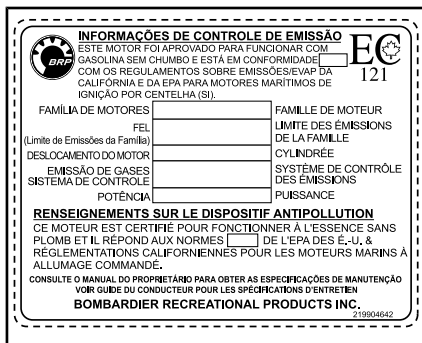 INFORMAÇÕES DE CONTROLE DE EMISSÃO
ESTE MOTOR FOI APROVADO PARA FUNCIONAR COM
GASOLINA SEM CHUMBO E ESTÁ EM CONFORMIDADE
COM OS REGULAMENTOS SOBRE EMISSÕES/EVAP DA
CALIFÓRNIA E DA EPA PARA MOTORES MARÍTIMOS DE
IGNIÇÃO POR CENTELHA (SI).
BRP
EC
121
FAMÍLIA DE MOTORES FAMILLE DE MOTEUR
FEL
(Limite de Emissões da Família)
LIMITE DES ÉMISSIONS
DE LA FAMILLE
DESLOCAMENTO DO MOTOR CYLINDRÉE
EMISSÃO DE GASES
SISTEMA DE CONTROLE
SYSTÈME DE CONTRÔLE
DES ÉMISSIONS
POTÊNCIA PUISSANCE
RENSEIGNEMENTS SUR LE DISPOSITIF ANTIPOLLUTION
CE MOTEUR EST CERTIFIÉ POUR FONCTIONNER À L'ESSENCE SANS
PLOMB ET IL RÉPOND AUX NORMES DE L'EPA DES É.-U. &
RÉGLEMENTATIONS CALIFORNIENNES POUR LES MOTEURS MARINS À
ALLUMAGE COMMANDÉ.
CONSULTE O MANUAL DO PROPRIETÁRIO PARA OBTER AS ESPECIFICAÇÕES DE MANUTENÇÃO
VOIR GUIDE DU CONDUCTEUR POUR LES SPÉCIFICATIONS D'ENTRETIEN
BOMBARDIER RECREATIONAL PRODUCTS INC.
219904642